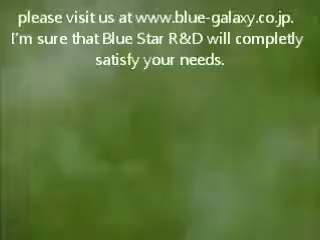 please visit us at www.blue-galaxy.co.jp.
I'm sure that Blue Star R&D will completly
satisfy your needs.